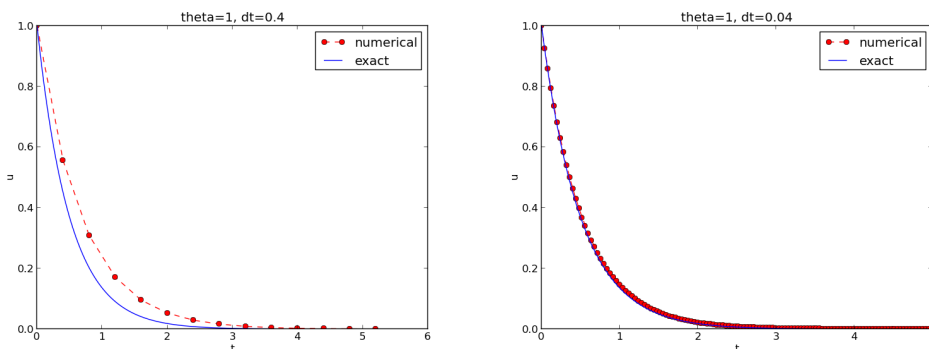 theta=1, dt=0.4
1.0
0.8
0.6
0.4
0.2
0.0
u
0 1 2 3 4 5 6
t
numerical
exact
theta=1, dt=0.04
1.0
0.8
0.6
0.4
0.2
0.0
u
0 1 2 3 4 5
t
numerical
exact